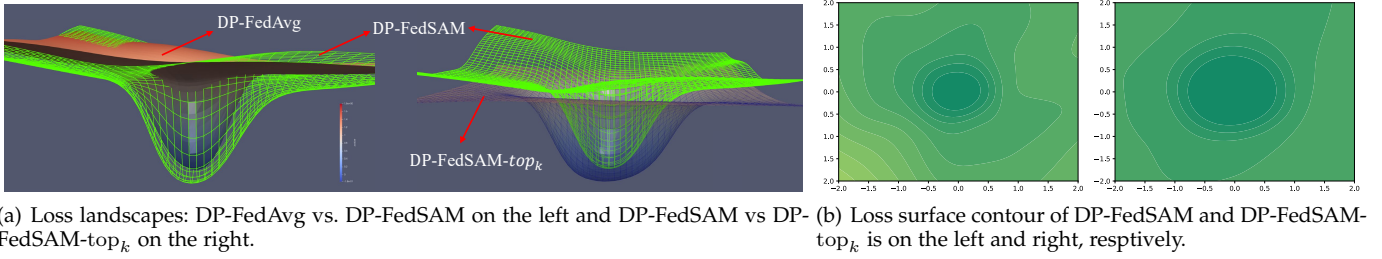 DP-FedAvg
DP-FedSAM
DP-FedSAM-top_k
2.0
1.5
1.0
0.5
0.0
−0.5
−1.0
1.5
2.0
−2.0 −1.5 −1.0 −0.5 0.0 0.5 1.0 1.5 2.0
2.0
1.5
1.0
0.5
0.0
−0.5
−1.0
1.5
2.0
−2.0 −1.5 −1.0 −0.5 0.0 0.5 1.0 1.5 2.0
(a) Loss landscapes: DP-FedAvg vs. DP-FedSAM on the left and DP-FedSAM vs DP-
FedSAM-top_k on the right.
(b) Loss surface contour of DP-FedSAM and DP-FedSAM-
top_k is on the left and right, resptively.